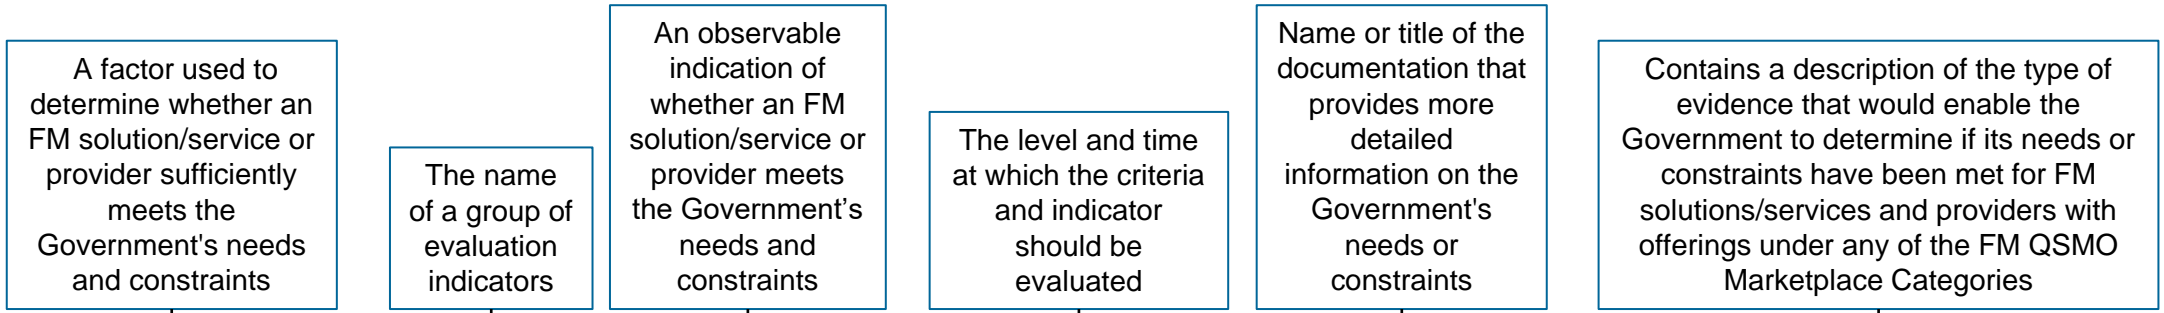 A factor used to
determine whether an
FM solution/service or
provider sufficiently
meets the
Government's needs
and constraints
The name
of a group of
evaluation
indicators
An observable
indication of
whether an FM
solution/service or
provider meets
the Government’s
needs and
constraints
The level and time
at which the criteria
and indicator
should be
evaluated
Name or title of the
documentation that
provides more
detailed
information on the
Government's
needs or
constraints
Contains a description of the type of
evidence that would enable the
Government to determine if its needs or
constraints have been met for FM
solutions/services and providers with
offerings under any of the FM QSMO
Marketplace Categories